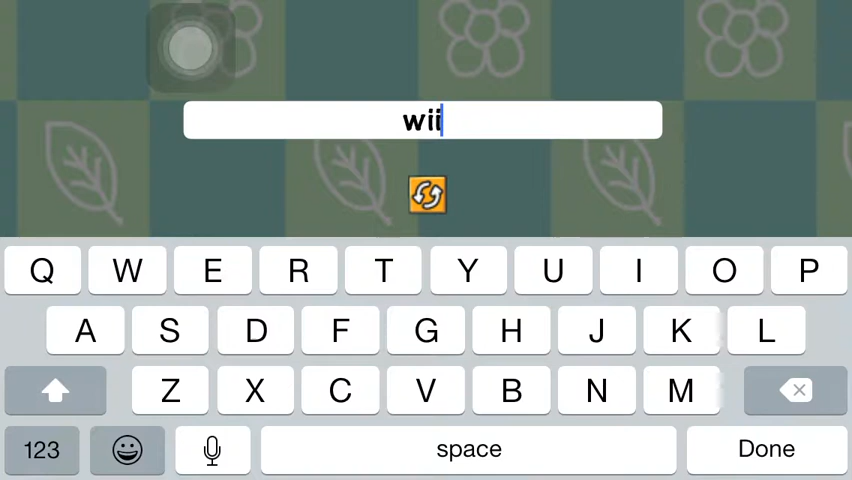 wii
Q W E R T Y U I O P
A S D F G H J K L
Z X C V B N M
123 space Done